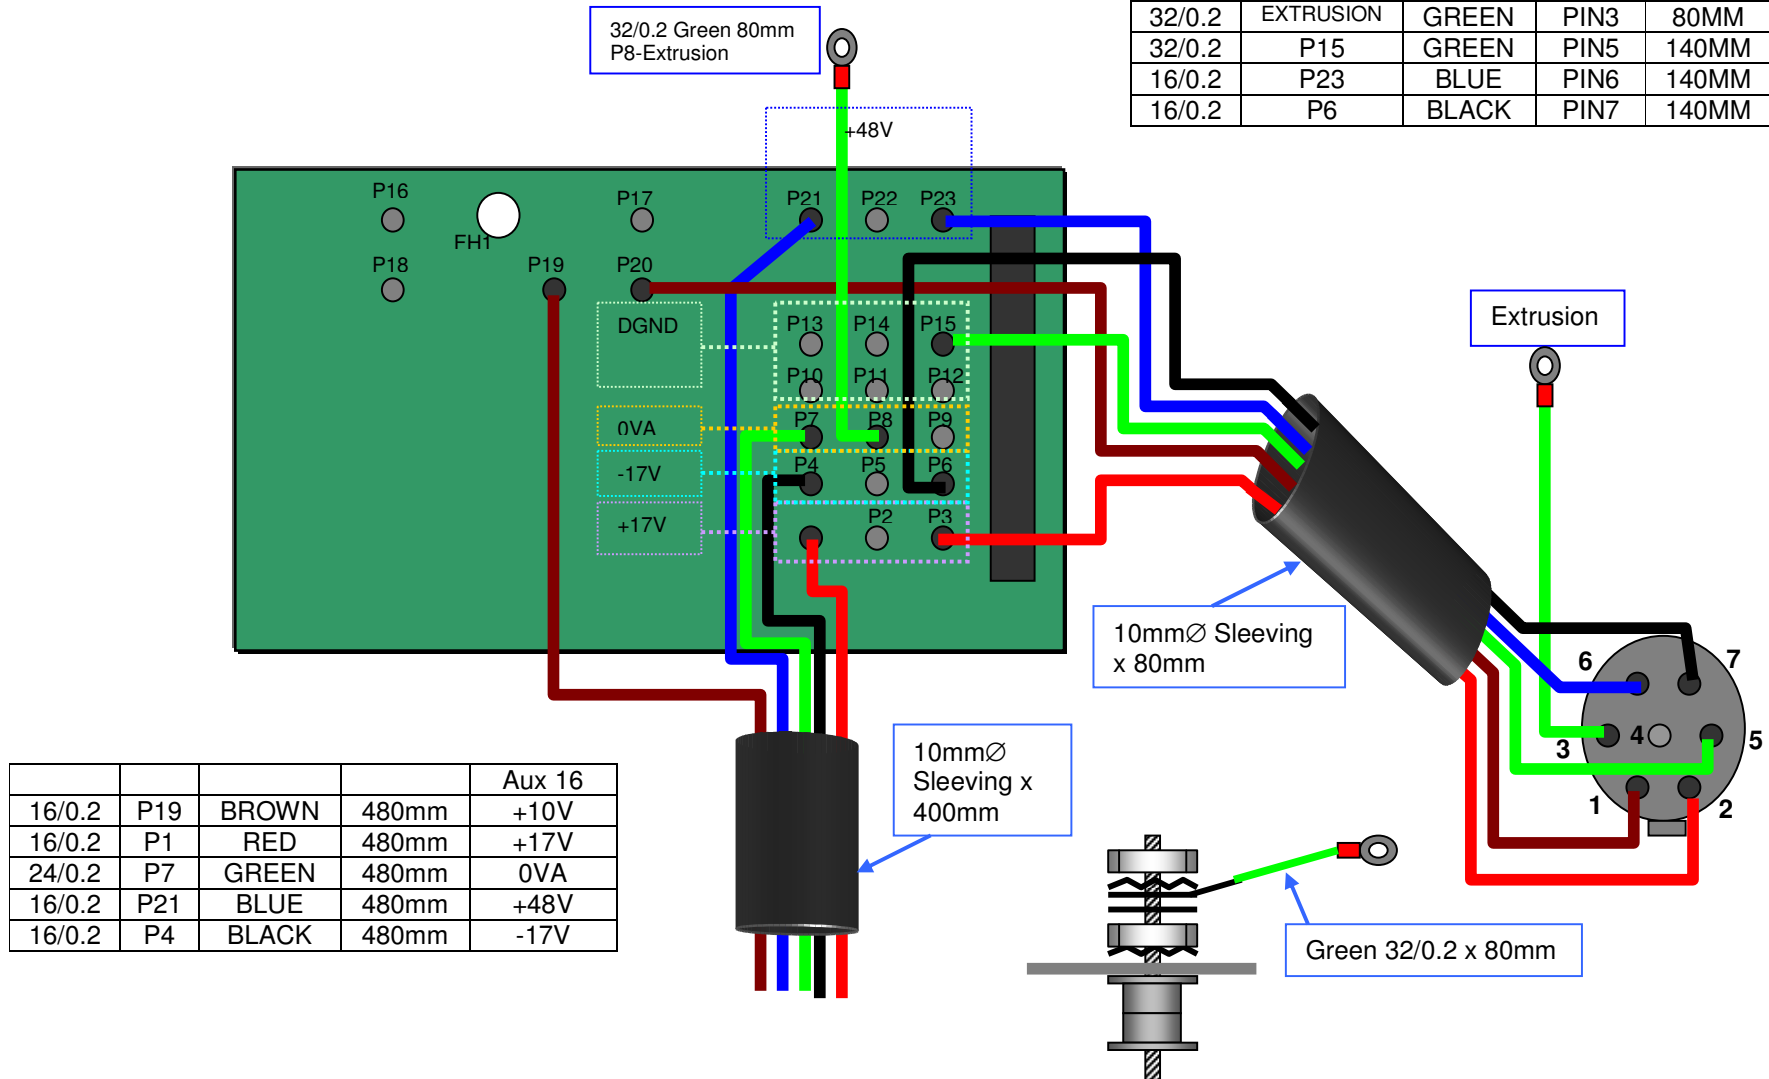 32/0.2 Green 80mm
P8-Extrusion
32/0.2 EXTRUSION GREEN PIN3 80MM
32/0.2 P15 GREEN PIN5 140MM
16/0.2 P23 BLUE PIN6 140MM
16/0.2 P6 BLACK PIN7 140MM
+48V
P16 P17 P21 P22 P23
FH1
P18 P19 P20
DGND P13 P14 P15
P10 P11 P12
0VA P7 P8 P9
-17V P4 P5 P6
+17V P2 P3
Extrusion
10mm∅ Sleeving
x 80mm
6 7
3 4 5
1 2
10mm∅
Sleeving x
400mm
Aux 16
16/0.2 P19 BROWN 480mm +10V
16/0.2 P1 RED 480mm +17V
24/0.2 P7 GREEN 480mm 0VA
16/0.2 P21 BLUE 480mm +48V
16/0.2 P4 BLACK 480mm -17V
Green 32/0.2 x 80mm